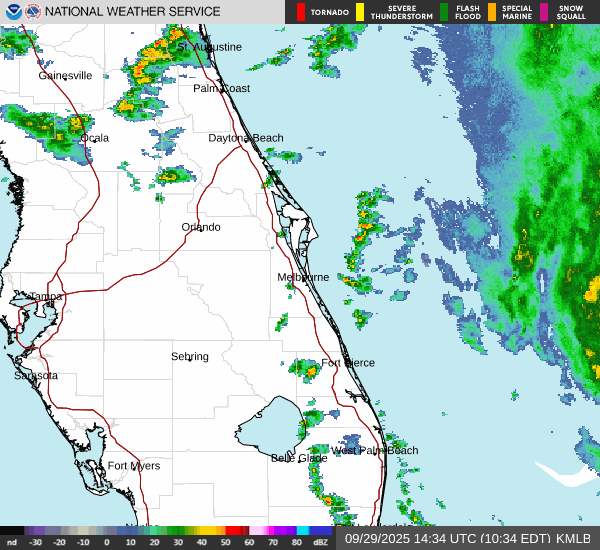 NATIONAL WEATHER SERVICE
TORNADO
SEVERE THUNDERSTORM
FLASH FLOOD
SPECIAL MARINE
SNOW SQUALL
St. Augustine
Gainesville
Palm Coast
Ocala
Daytona Beach
Orlando
Melbourne
Tampa
Sebring
Fort Pierce
Sarasota
West Palm Beach
Belle Glade
Fort Myers
nd -30 -20 -10 0 10 20 30 40 50 60 70 80 dBZ
09/29/2025 14:34 UTC (10:34 EDT) KMLB